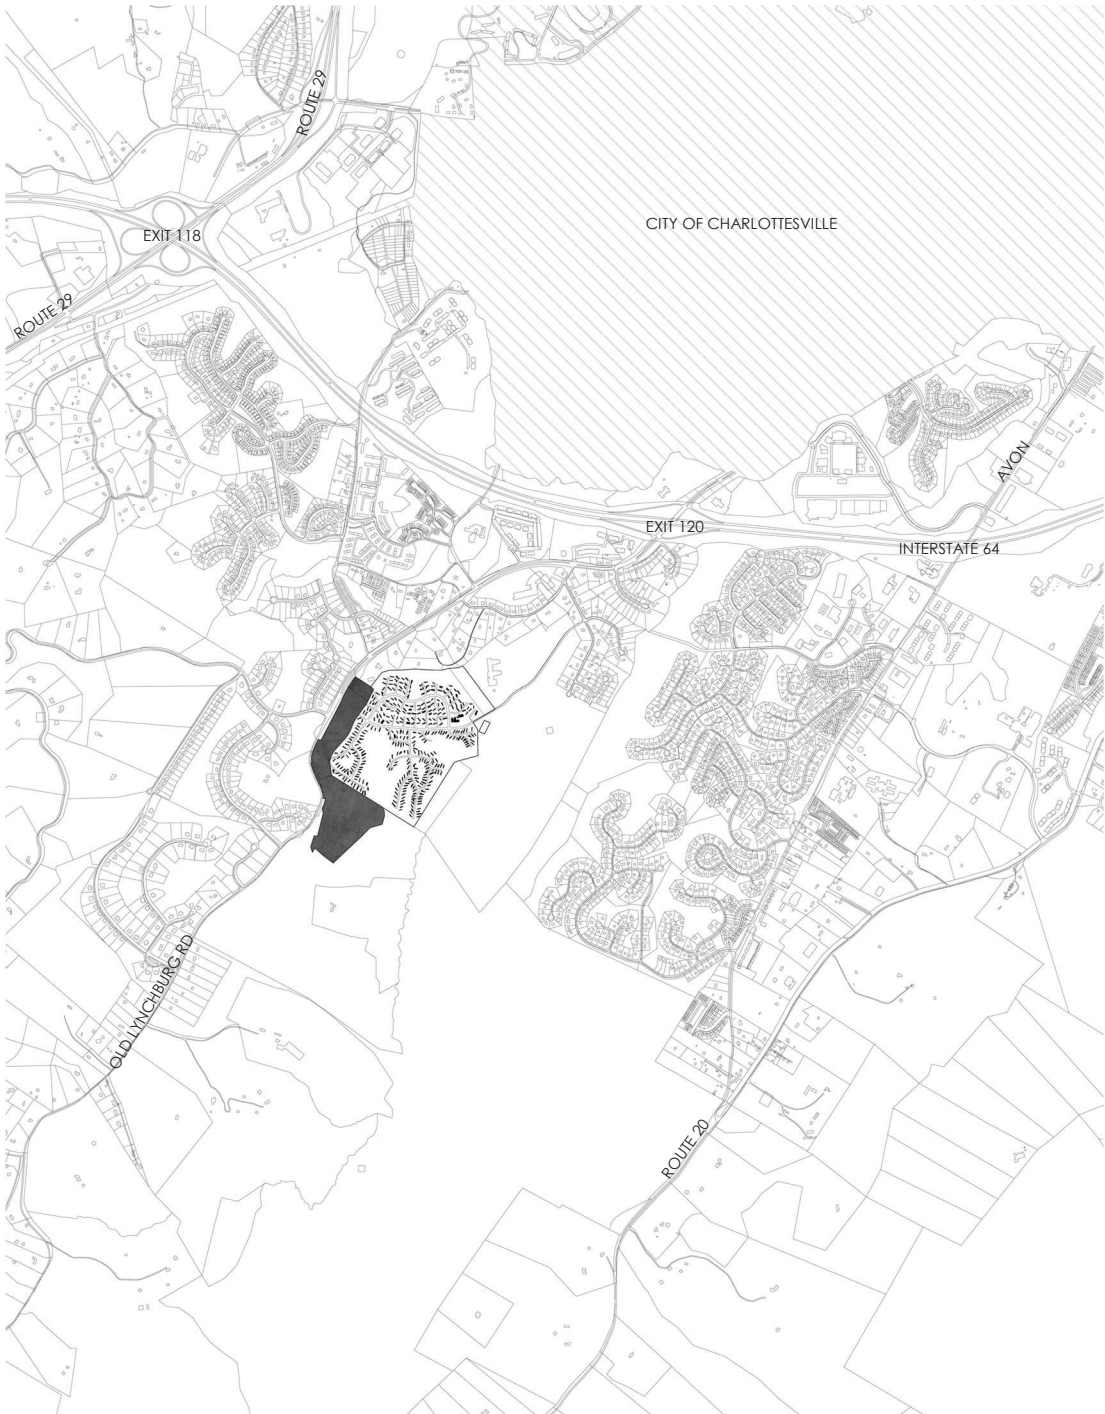 ROUTE 29
CITY OF CHARLOTTESVILLE
EXIT 118
ROUTE 29
AVON
EXIT 120
INTERSTATE 64
OLD LYNCHBURG RD
ROUTE 20